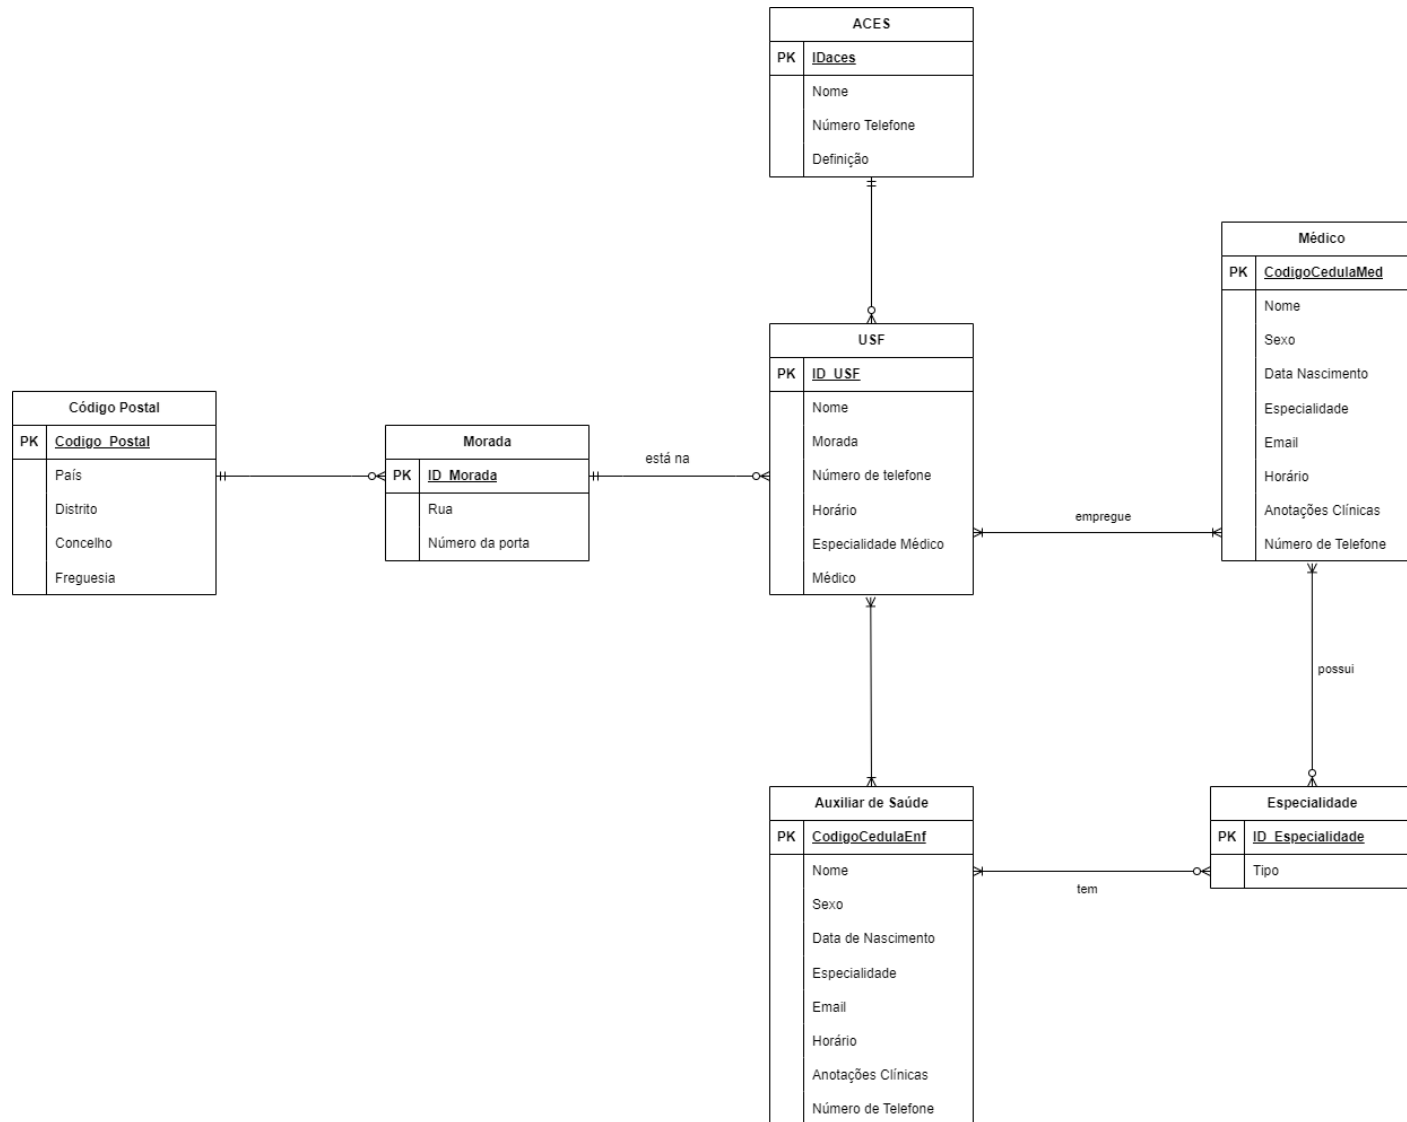 ACES
PK IDaces
Nome
Número Telefone
Definição
Médico
PK CodigoCedulaMed
Nome
Sexo
Data Nascimento
Especialidade
Email
Horário
Anotações Clínicas
Número de Telefone
USF
PK ID_USF
Nome
Morada
Número de telefone
Horário
Especialidade Médico
Médico
Código Postal
PK Codigo_Postal
País
Distrito
Concelho
Freguesia
Morada
PK ID_Morada
Rua
Número da porta
está na
empregue
possui
Auxiliar de Saúde
PK CodigoCedulaEnf
Nome
Sexo
Data de Nascimento
Especialidade
Email
Horário
Anotações Clínicas
Número de Telefone
tem
Especialidade
PK ID_Especialidade
Tipo